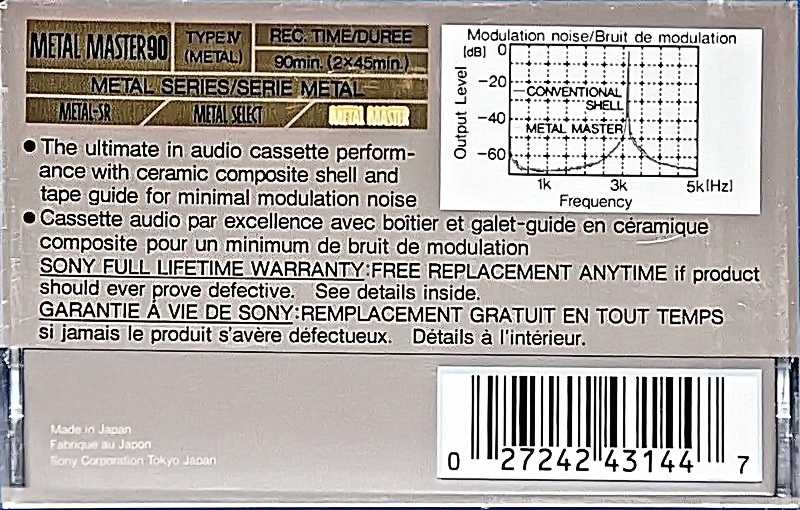 METAL MASTER 90
TYPE IV
(METAL)
REC. TIME/DURÉE
90min. (2×45min.)
METAL SERIES/SERIE METAL
METAL-SR / METAL SELECT / METAL MASTER
● The ultimate in audio cassette perform-
ance with ceramic composite shell and
tape guide for minimal modulation noise
● Cassette audio par excellence avec boîtier et galet-guide en céramique
composite pour un minimum de bruit de modulation
SONY FULL LIFETIME WARRANTY:FREE REPLACEMENT ANYTIME if product
should ever prove defective. See details inside.
GARANTIE À VIE DE SONY:REMPLACEMENT GRATUIT EN TOUT TEMPS
si jamais le produit s'avère défectueux. Détails à l'intérieur.
Modulation noise/Bruit de modulation
[dB]
0
−20
−40
−60
Output Level
CONVENTIONAL
SHELL
METAL MASTER
1k 3k 5k[Hz]
Frequency
Made in Japan
Fabriqué au Japon
Sony Corporation Tokyo Japan
0 27242 43144 7